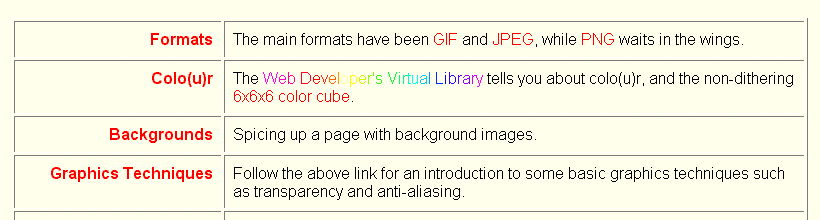 Formats The main formats have been GIF and JPEG, while PNG waits in the wings.
Colo(u)r The Web Developer's Virtual Library tells you about colo(u)r, and the non-dithering
6x6x6 color cube.
Backgrounds Spicing up a page with background images.
Graphics Techniques Follow the above link for an introduction to some basic graphics techniques such
as transparency and anti-aliasing.